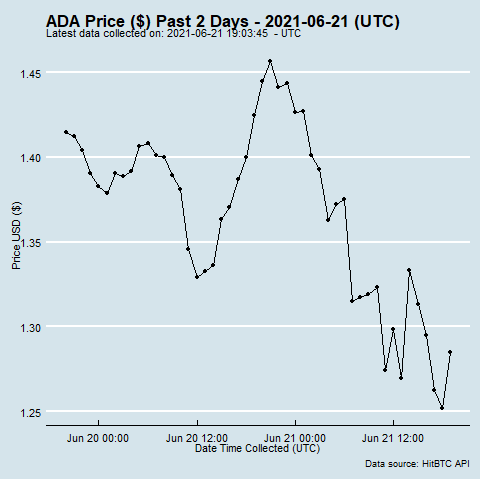 ADA Price ($) Past 2 Days - 2021-06-21 (UTC)
Latest data collected on: 2021-06-21 19:03:45 - UTC
1.45
1.40
1.35
1.30
1.25
Price USD ($)
Jun 20 00:00 Jun 20 12:00 Jun 21 00:00 Jun 21 12:00
Date Time Collected (UTC)
Data source: HitBTC API